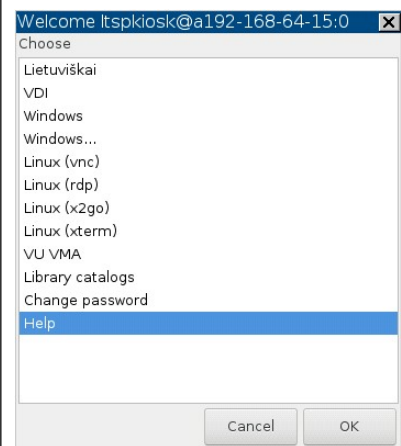 Welcome ltspkiosk@a192-168-64-15:0
Choose
Lietuviškai
VDI
Windows
Windows...
Linux (vnc)
Linux (rdp)
Linux (x2go)
Linux (xterm)
VU VMA
Library catalogs
Change password
Help
Cancel OK